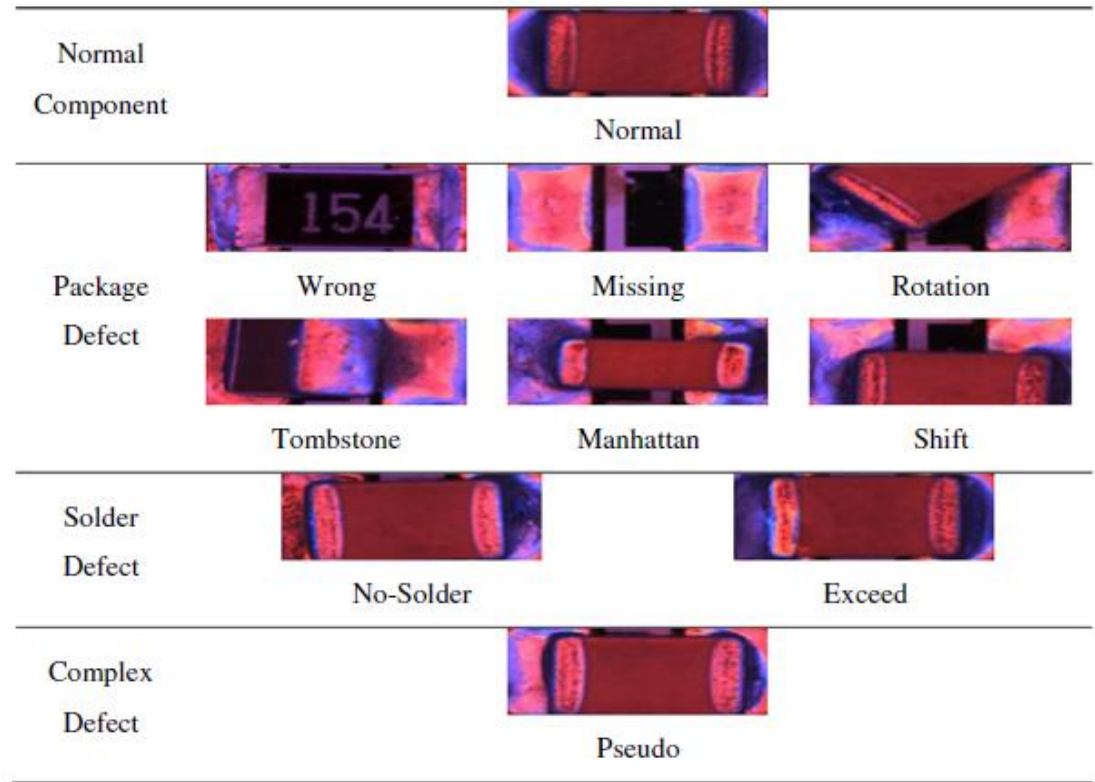 Normal
Component
Normal
154
Wrong
Missing
Rotation
Package
Defect
Tombstone
Manhattan
Shift
Solder
Defect
No-Solder
Exceed
Complex
Defect
Pseudo